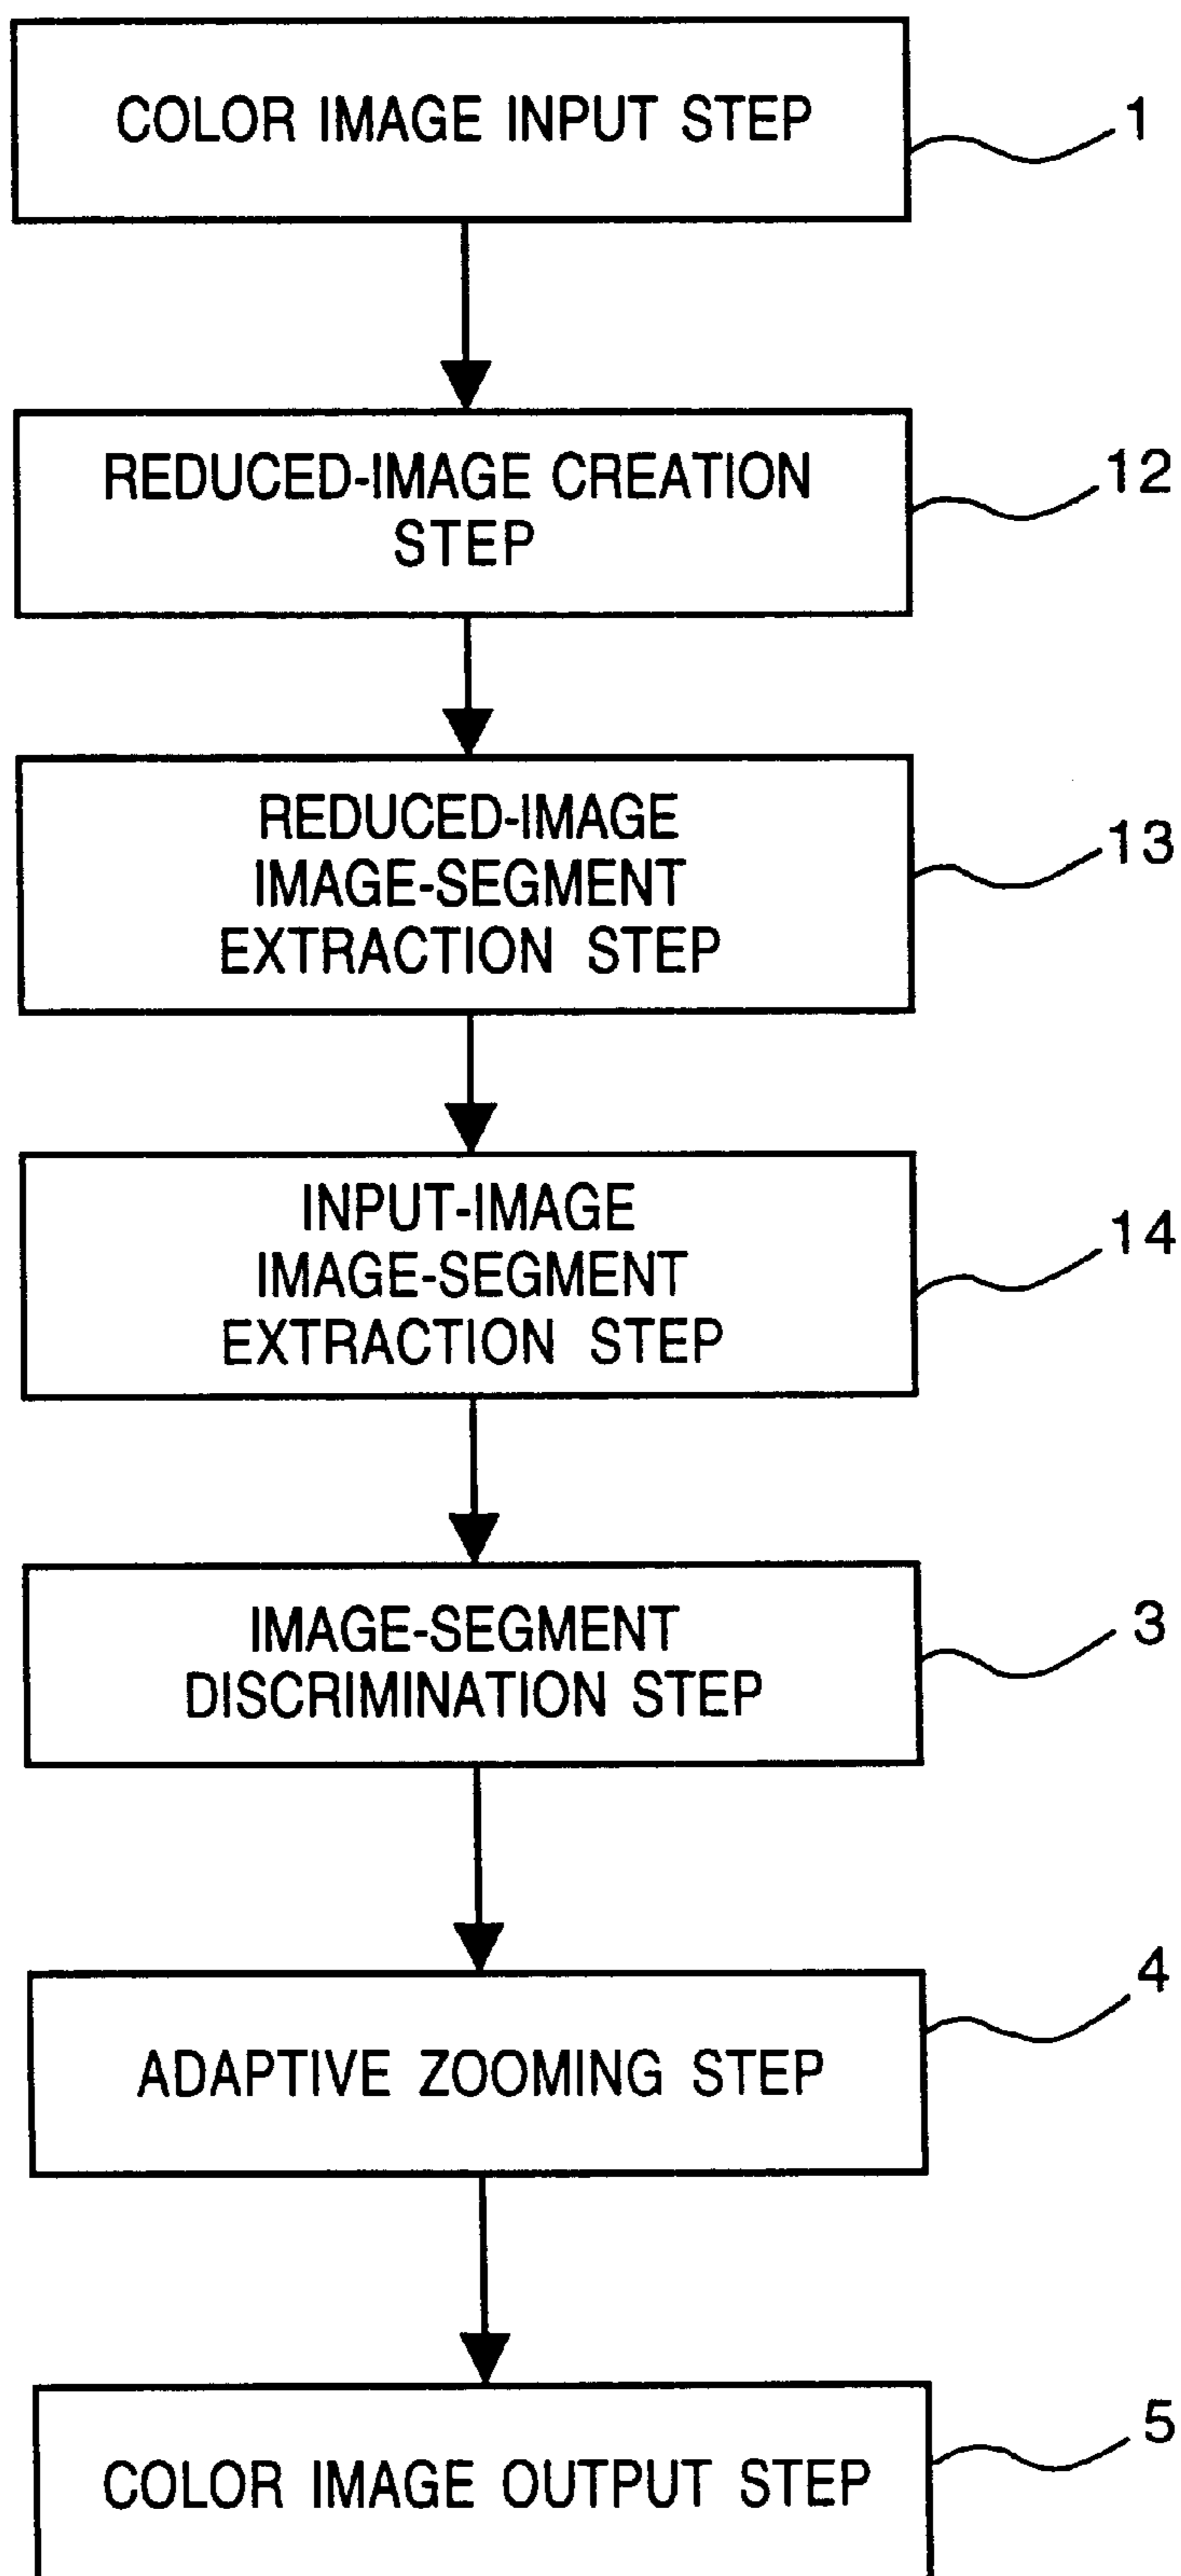 COLOR IMAGE INPUT STEP
1
REDUCED-IMAGE CREATION
STEP
12
REDUCED-IMAGE
IMAGE-SEGMENT
EXTRACTION STEP
13
INPUT-IMAGE
IMAGE-SEGMENT
EXTRACTION STEP
14
IMAGE-SEGMENT
DISCRIMINATION STEP
3
ADAPTIVE ZOOMING STEP
4
COLOR IMAGE OUTPUT STEP
5